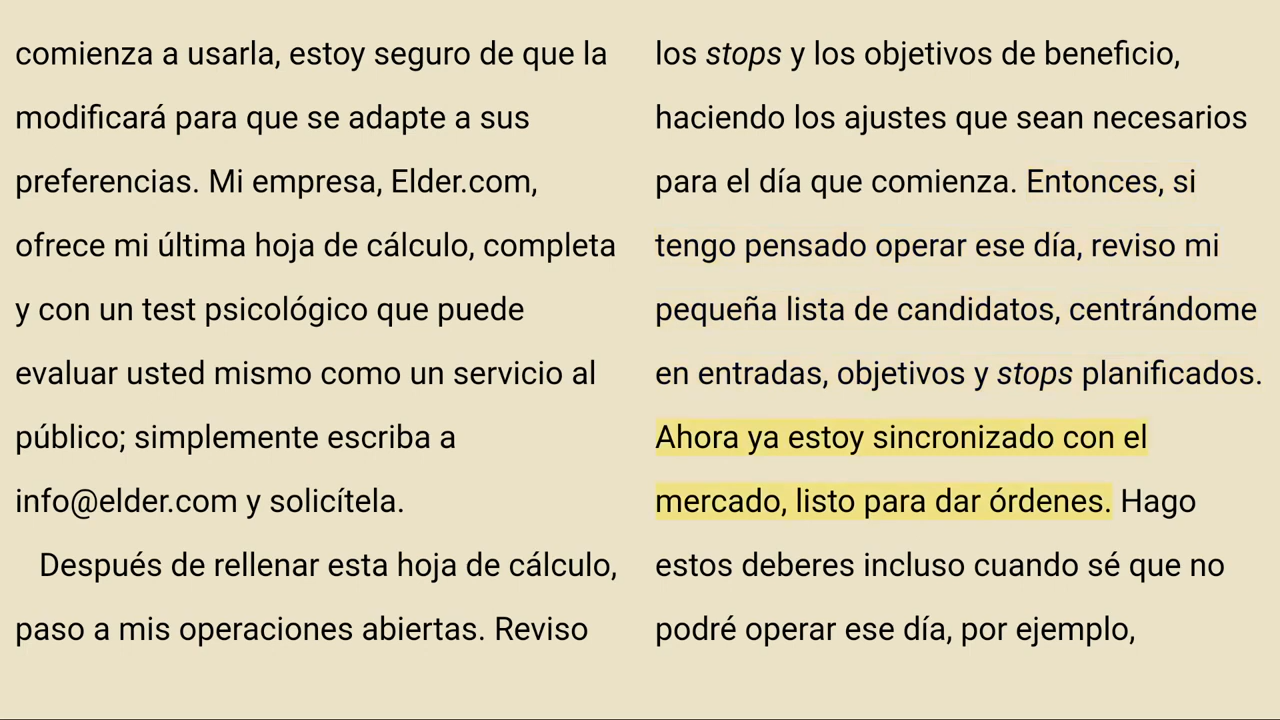 comienza a usarla, estoy seguro de que la
modificará para que se adapte a sus
preferencias. Mi empresa, Elder.com,
ofrece mi última hoja de cálculo, completa
y con un test psicológico que puede
evaluar usted mismo como un servicio al
público; simplemente escriba a
info@elder.com y solicítela.
Después de rellenar esta hoja de cálculo,
paso a mis operaciones abiertas. Reviso
los stops y los objetivos de beneficio,
haciendo los ajustes que sean necesarios
para el día que comienza. Entonces, si
tengo pensado operar ese día, reviso mi
pequeña lista de candidatos, centrándome
en entradas, objetivos y stops planificados.
Ahora ya estoy sincronizado con el
mercado, listo para dar órdenes. Hago
estos deberes incluso cuando sé que no
podré operar ese día, por ejemplo,